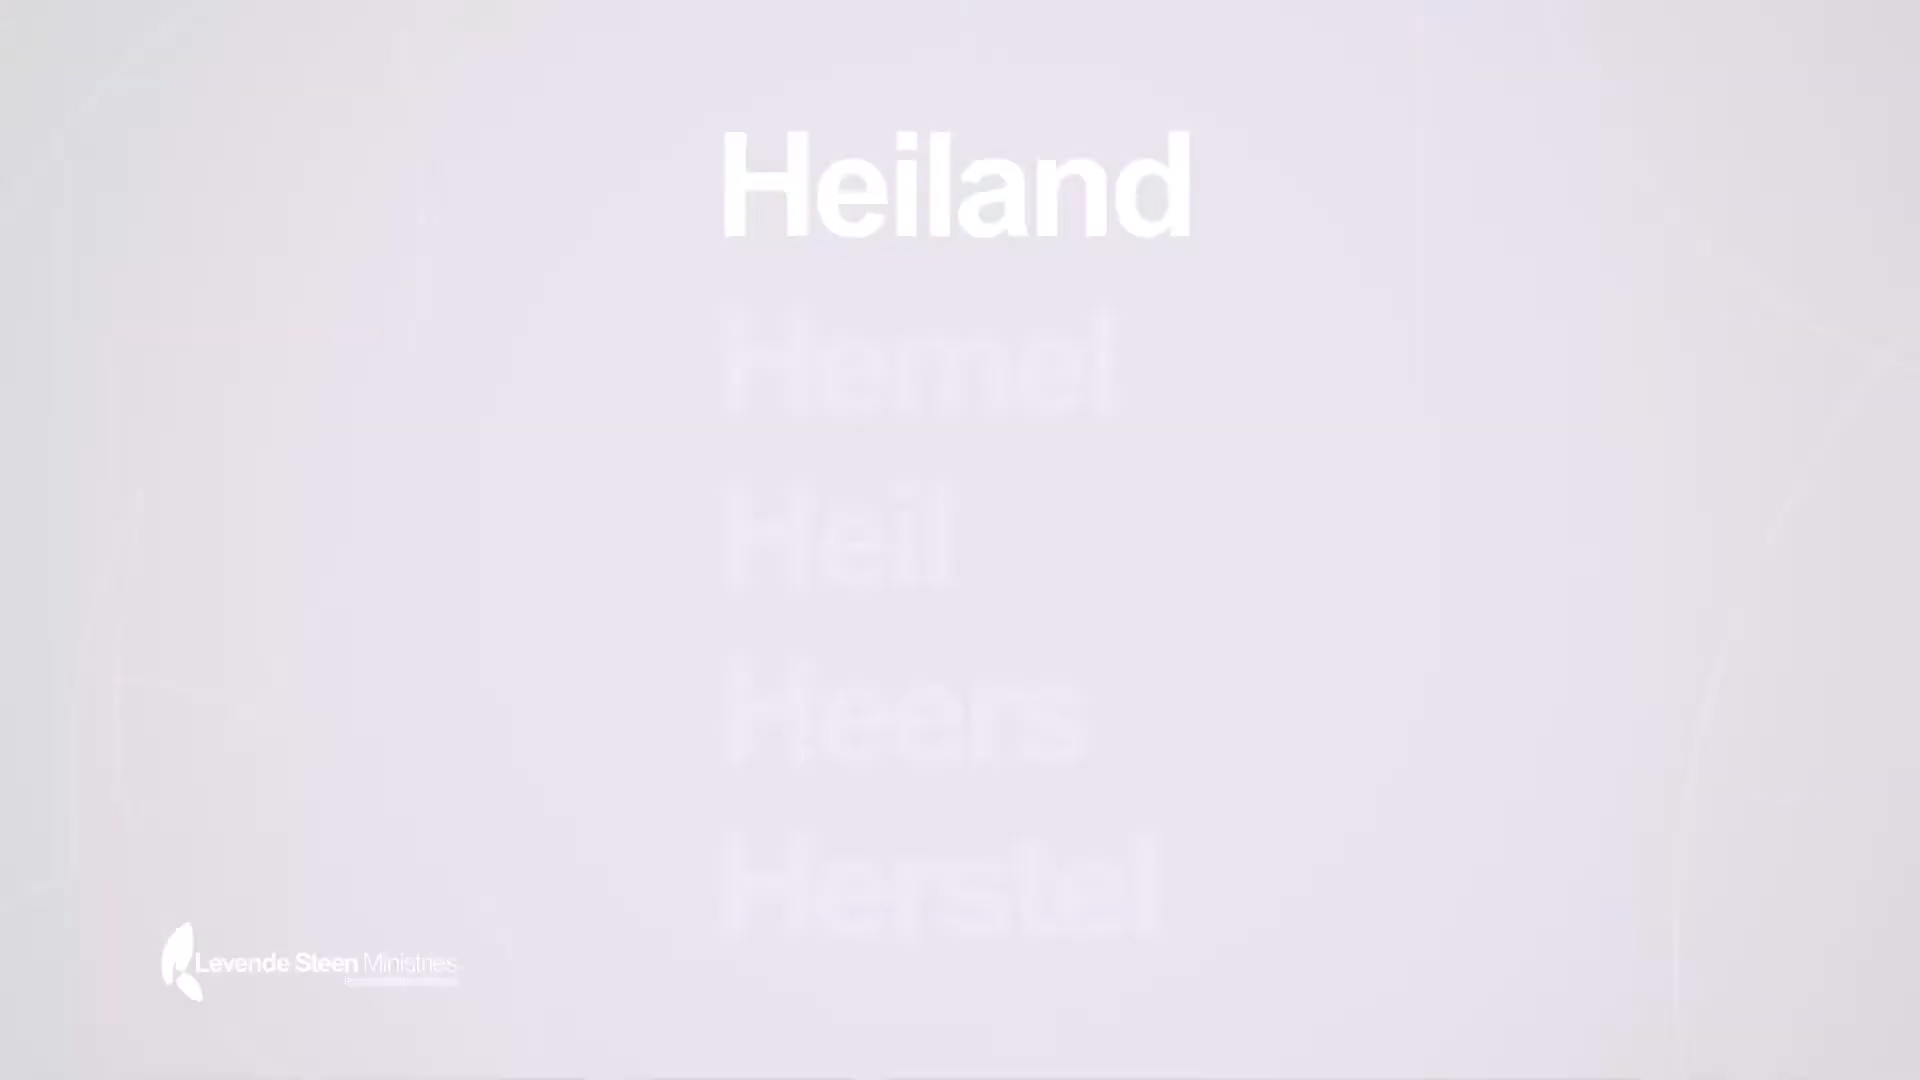 Heiland
Hemel
Heil
Heers
Herstel
Levende Steen Ministries